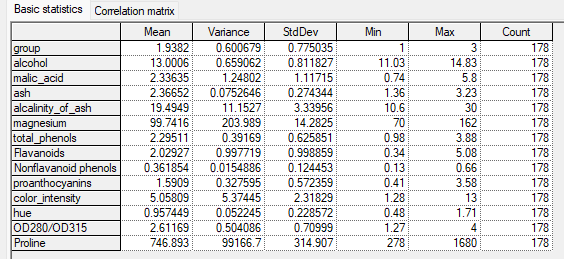 Basic statistics Correlation matrix
Mean Variance StdDev Min Max Count
group 1.9382 0.600679 0.775035 1 3 178
alcohol 13.0006 0.659062 0.811827 11.03 14.83 178
malic_acid 2.33635 1.24802 1.11715 0.74 5.8 178
ash 2.36652 0.0752646 0.274344 1.36 3.23 178
alcalinity_of_ash 19.4949 11.1527 3.33956 10.6 30 178
magnesium 99.7416 203.989 14.2825 70 162 178
total_phenols 2.29511 0.39169 0.625851 0.98 3.88 178
Flavanoids 2.02927 0.997719 0.998859 0.34 5.08 178
Nonflavanoid phenols 0.361854 0.0154886 0.124453 0.13 0.66 178
proanthocyanins 1.5909 0.327595 0.572359 0.41 3.58 178
color_intensity 5.05809 5.37445 2.31829 1.28 13 178
hue 0.957449 0.052245 0.228572 0.48 1.71 178
OD280/OD315 2.61169 0.504086 0.70999 1.27 4 178
Proline 746.893 99166.7 314.907 278 1680 178